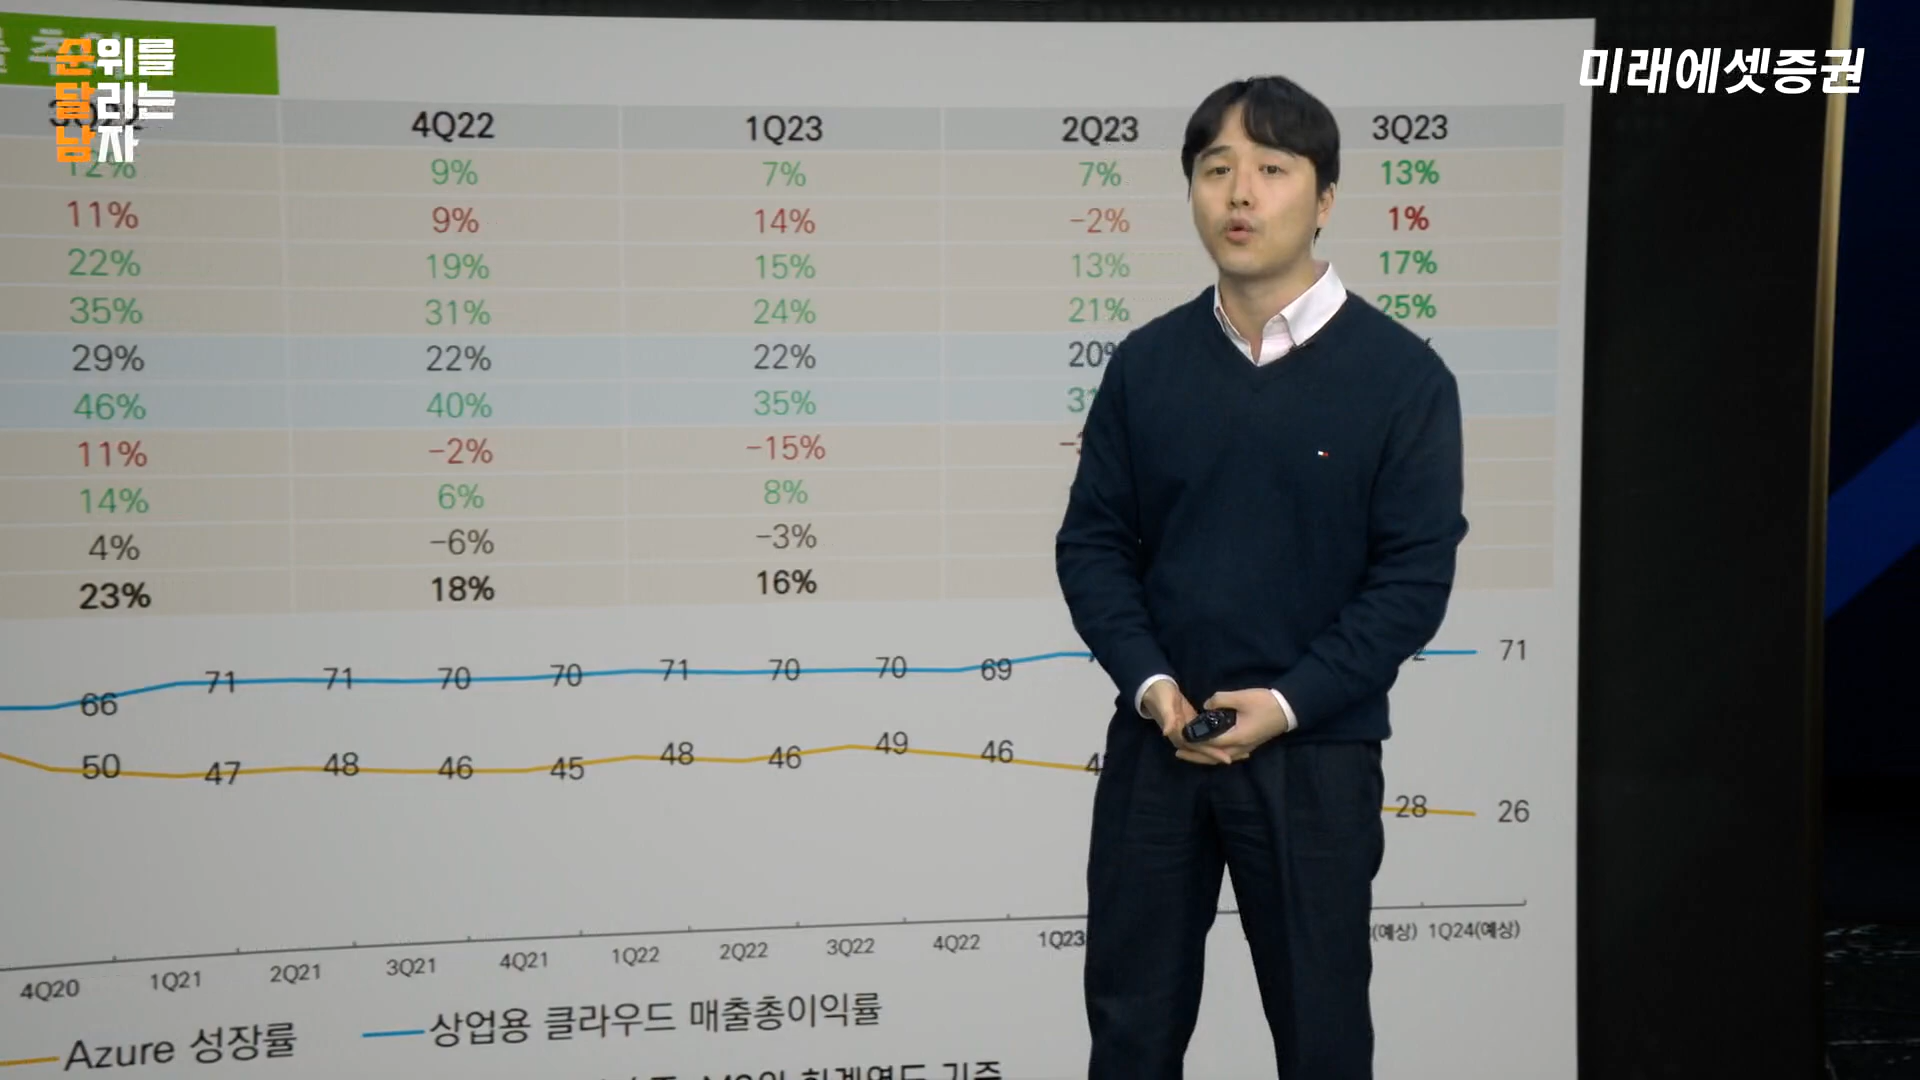 순위를
달리는
남자
미래에셋증권
4Q22 1Q23 2Q23 3Q23
12% 9% 7% 7% 13%
11% 9% 14% -2% 1%
22% 19% 15% 13% 17%
35% 31% 24% 21% 25%
29% 22% 22%
46% 40% 35%
11% -2% -15%
14% 6% 8%
4% -6% -3%
23% 18% 16%
66 71 71 70 70 71 70 70 69 71
50 47 48 46 45 48 46 49 46 28 26
4Q20 1Q21 2Q21 3Q21 4Q21 1Q22 2Q22 3Q22 4Q22 1Q23 (예상) 1Q24(예상)
Azure 성장률 상업용 클라우드 매출총이익률